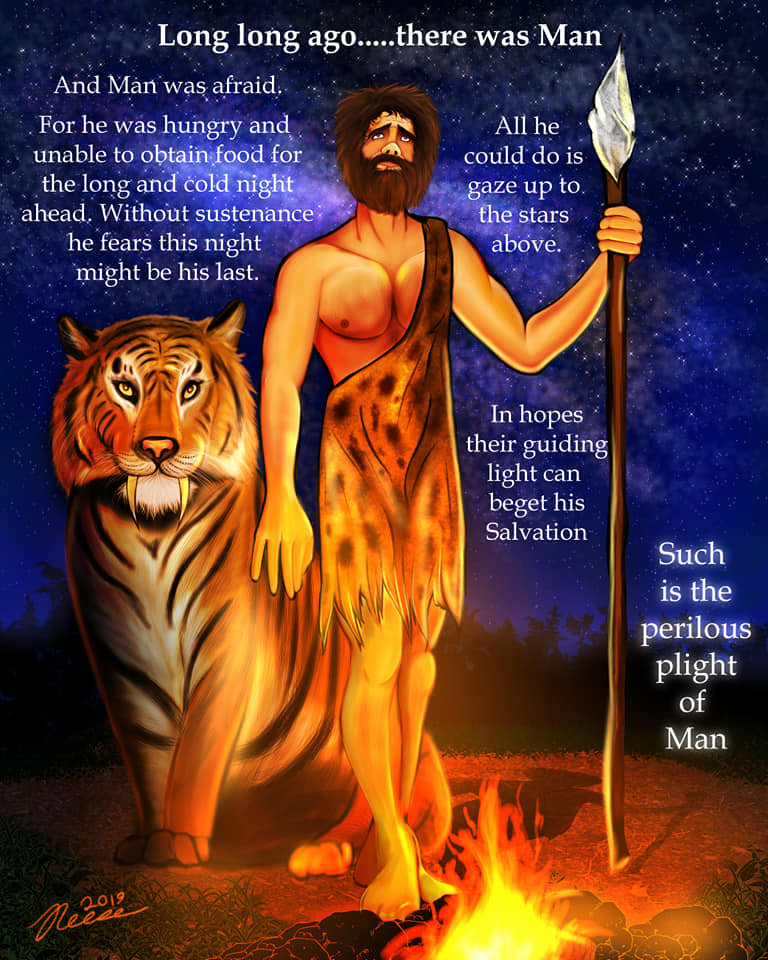 Long long ago.....there was Man
And Man was afraid.
For he was hungry and
unable to obtain food for
the long and cold night
ahead. Without sustenance
he fears this night
might be his last.
All he
could do is
gaze up to
the stars
above.
In hopes
their guiding
light can
beget his
Salvation
Such
is the
perilous
plight
of
Man
2019